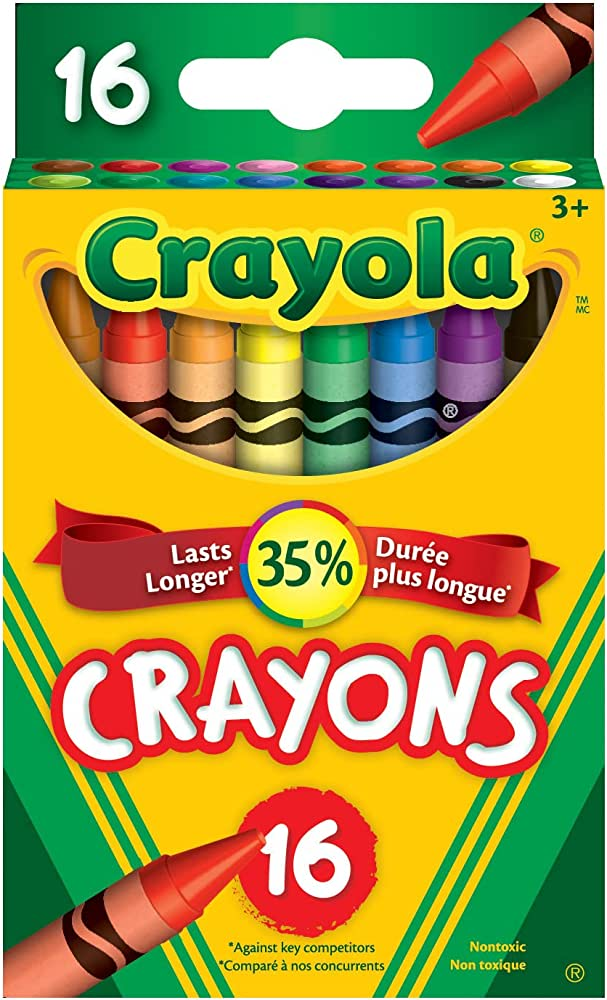 16
3+
Crayola®
TM
MC
®
Lasts
Longer*
35%
Durée
plus longue*
CRAYONS
16
*Against key competitors
*Comparé à nos concurrents
Nontoxic
Non toxique
®